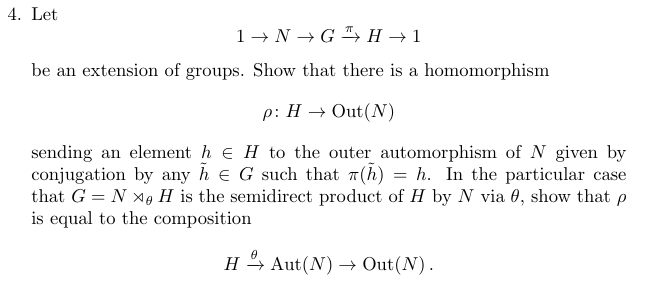 4. Let
1 → N → G →^π H → 1
be an extension of groups. Show that there is a homomorphism
ρ: H → Out(N)
sending an element h ∈ H to the outer automorphism of N given by
conjugation by any h̃ ∈ G such that π(h̃) = h. In the particular case
that G = N ⋊_θ H is the semidirect product of H by N via θ, show that ρ
is equal to the composition
H →^θ Aut(N) → Out(N) .